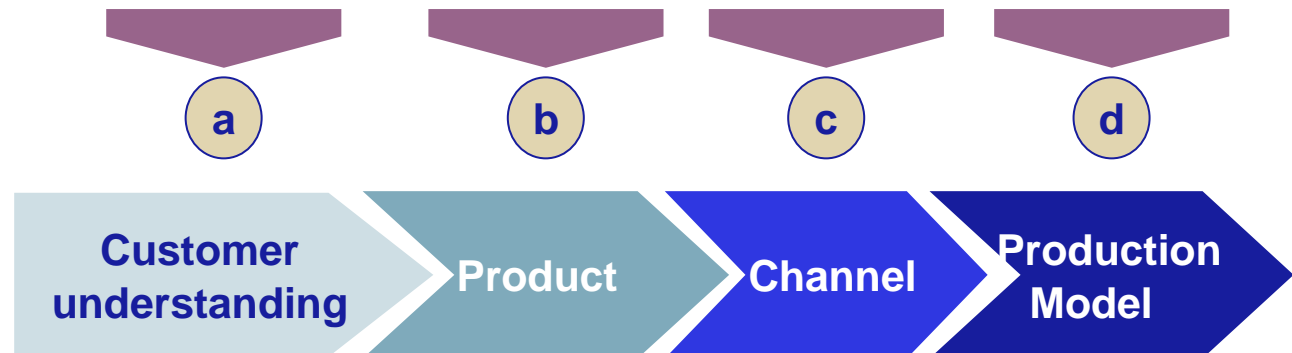 a
b
c
d
Customer
understanding
Product
Channel
Production
Model